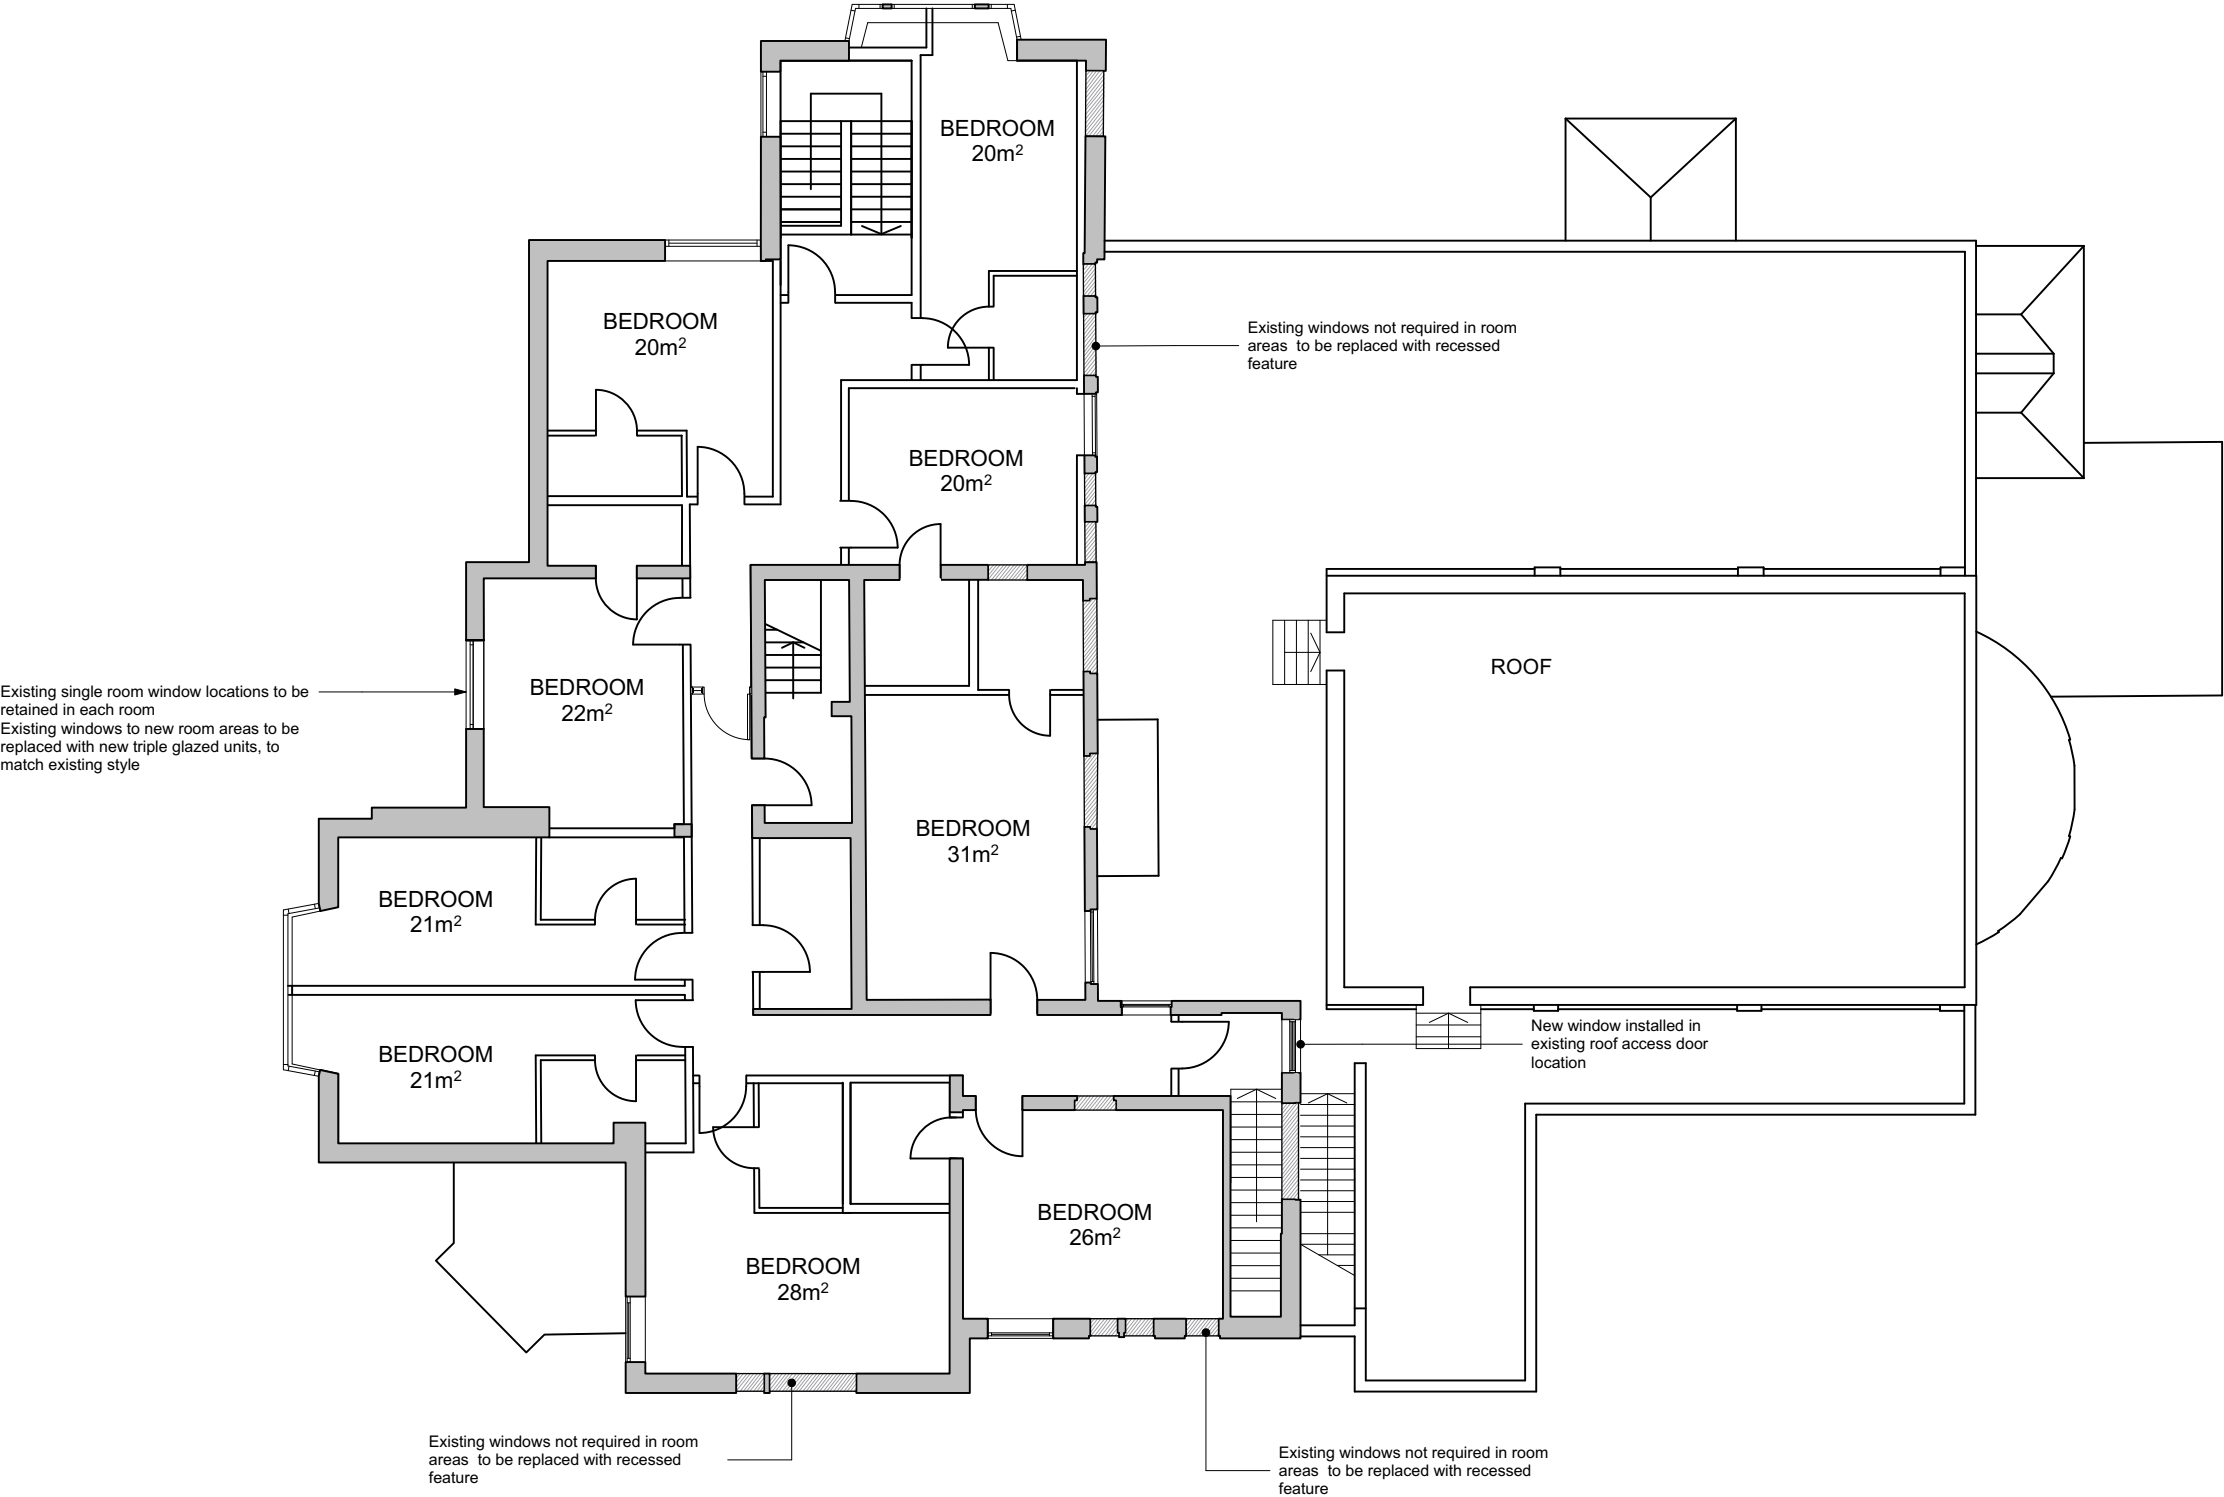 BEDROOM
20m²
BEDROOM
20m²
Existing windows not required in room
areas to be replaced with recessed
feature
BEDROOM
20m²
ROOF
Existing single room window locations to be
retained in each room
Existing windows to new room areas to be
replaced with new triple glazed units, to
match existing style
BEDROOM
22m²
BEDROOM
31m²
BEDROOM
21m²
BEDROOM
21m²
New window installed in
existing roof access door
location
BEDROOM
26m²
BEDROOM
28m²
Existing windows not required in room
areas to be replaced with recessed
feature
Existing windows not required in room
areas to be replaced with recessed
feature